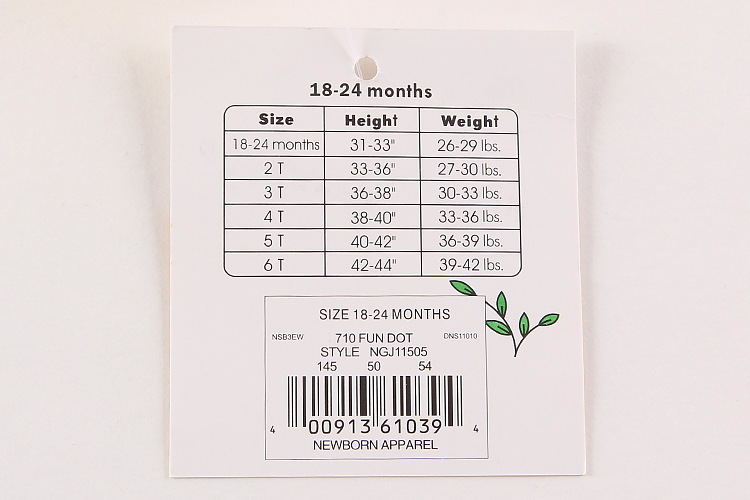 18-24 months
Size Height Weight
18-24 months 31-33" 26-29 lbs.
2 T 33-36" 27-30 lbs.
3 T 36-38" 30-33 lbs.
4 T 38-40" 33-36 lbs.
5 T 40-42" 36-39 lbs.
6 T 42-44" 39-42 lbs.
SIZE 18-24 MONTHS
NSB3EW 710 FUN DOT DNS11010
STYLE NGJ11505
145 50 54
4 00913 61039 4
NEWBORN APPAREL